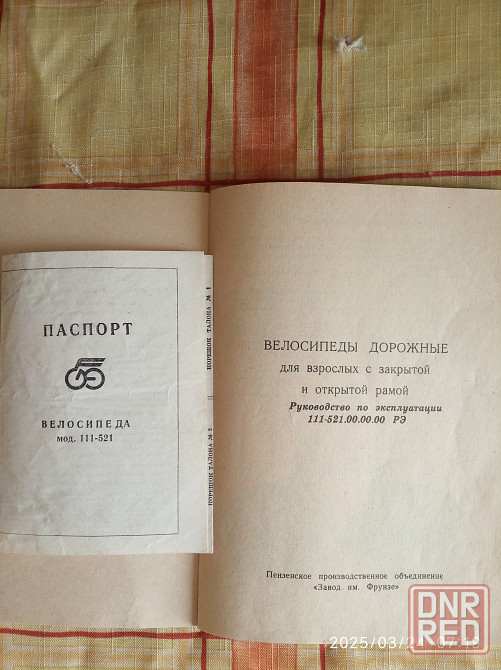 ПАСПОРТ
ВЕЛОСИПЕДА
мод. 111-521
КОРЕШОК ТАЛОНА № 1
КОРЕШОК ТАЛОНА № 2
ВЕЛОСИПЕДЫ ДОРОЖНЫЕ
для взрослых с закрытой
и открытой рамой
Руководство по эксплуатации
111-521.00.00.00 РЭ
Пензенское производственное объединение
«Завод им. Фрунзе»
2025/03/24 07:19
DNR
RED